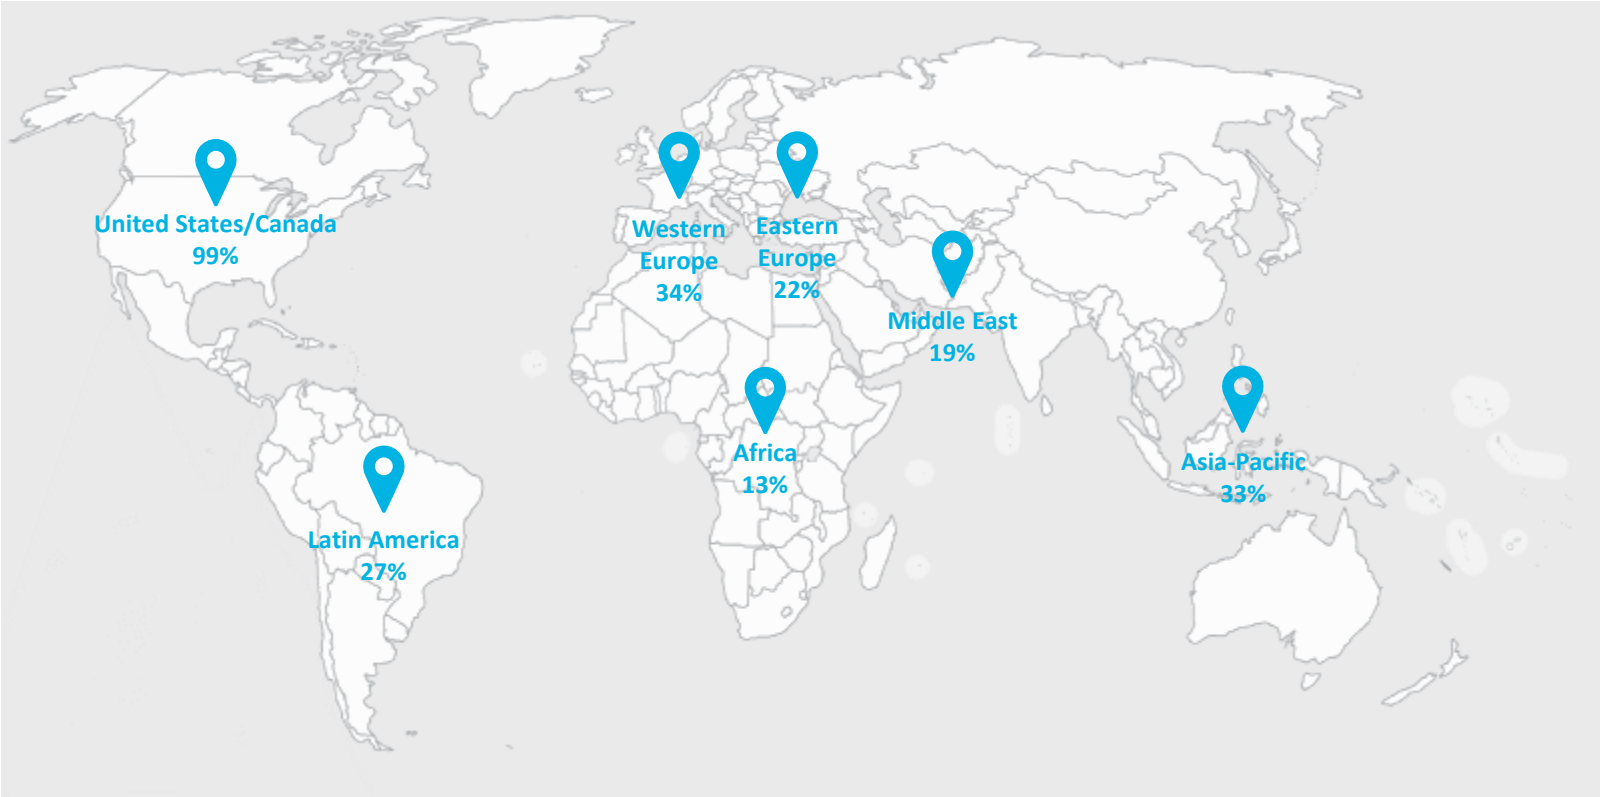 United States/Canada
99%
Western
Europe
34%
Eastern
Europe
22%
Middle East
19%
Africa
13%
Asia-Pacific
33%
Latin America
27%